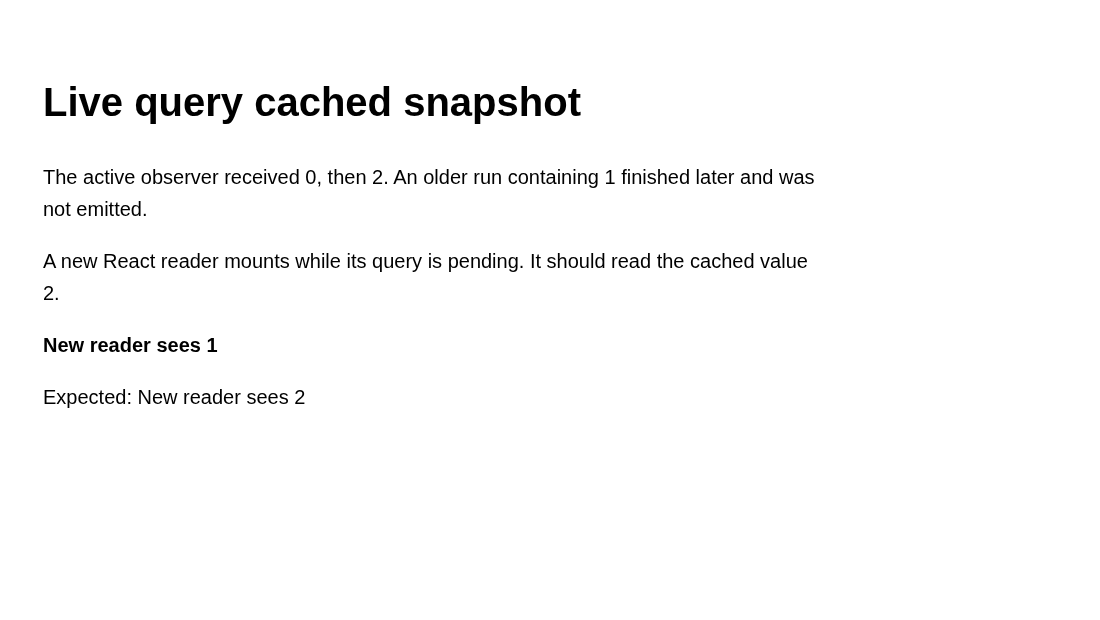 Live query cached snapshot
The active observer received 0, then 2. An older run containing 1 finished later and was
not emitted.
A new React reader mounts while its query is pending. It should read the cached value
2.
New reader sees 1
Expected: New reader sees 2